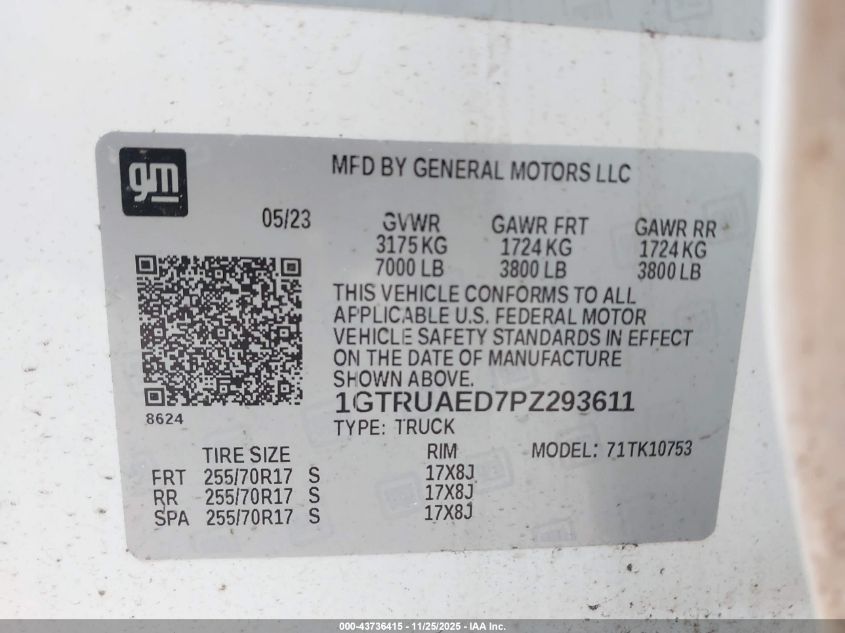 gm
MFD BY GENERAL MOTORS LLC
05/23
GVWR GAWR FRT GAWR RR
3175 KG 1724 KG 1724 KG
7000 LB 3800 LB 3800 LB
THIS VEHICLE CONFORMS TO ALL
APPLICABLE U.S. FEDERAL MOTOR
VEHICLE SAFETY STANDARDS IN EFFECT
ON THE DATE OF MANUFACTURE
SHOWN ABOVE.
8624
1GTRUAED7PZ293611
TYPE: TRUCK
TIRE SIZE RIM MODEL: 71TK10753
FRT 255/70R17 S 17X8J
RR 255/70R17 S 17X8J
SPA 255/70R17 S 17X8J
000-43736415 - 11/25/2025 - IAA Inc.